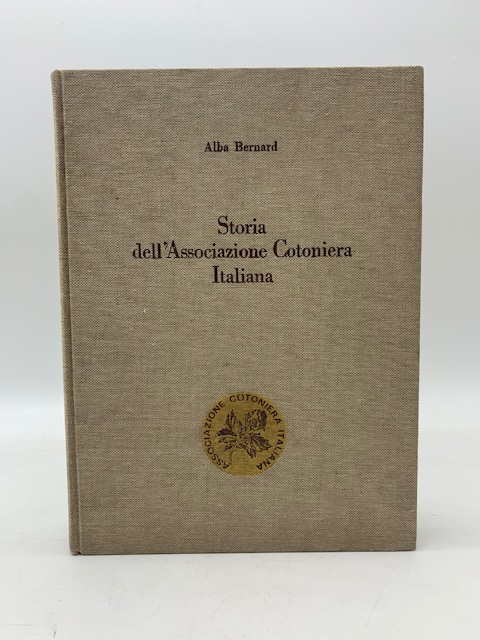 Alba Bernard
Storia
dell'Associazione Cotoniera
Italiana
ASSOCIAZIONE COTONIERA ITALIANA